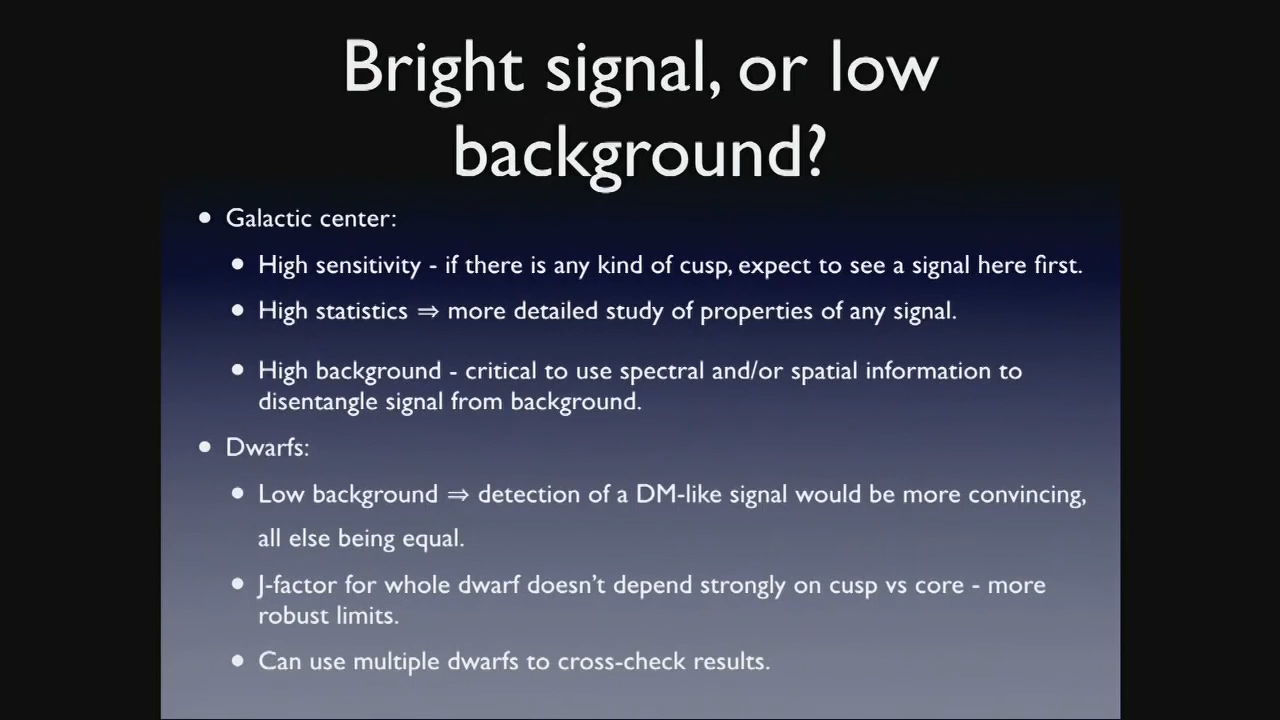 Bright signal, or low
background?
• Galactic center:
• High sensitivity - if there is any kind of cusp, expect to see a signal here first.
• High statistics ⇒ more detailed study of properties of any signal.
• High background - critical to use spectral and/or spatial information to
disentangle signal from background.
• Dwarfs:
• Low background ⇒ detection of a DM-like signal would be more convincing,
all else being equal.
• J-factor for whole dwarf doesn’t depend strongly on cusp vs core - more
robust limits.
• Can use multiple dwarfs to cross-check results.